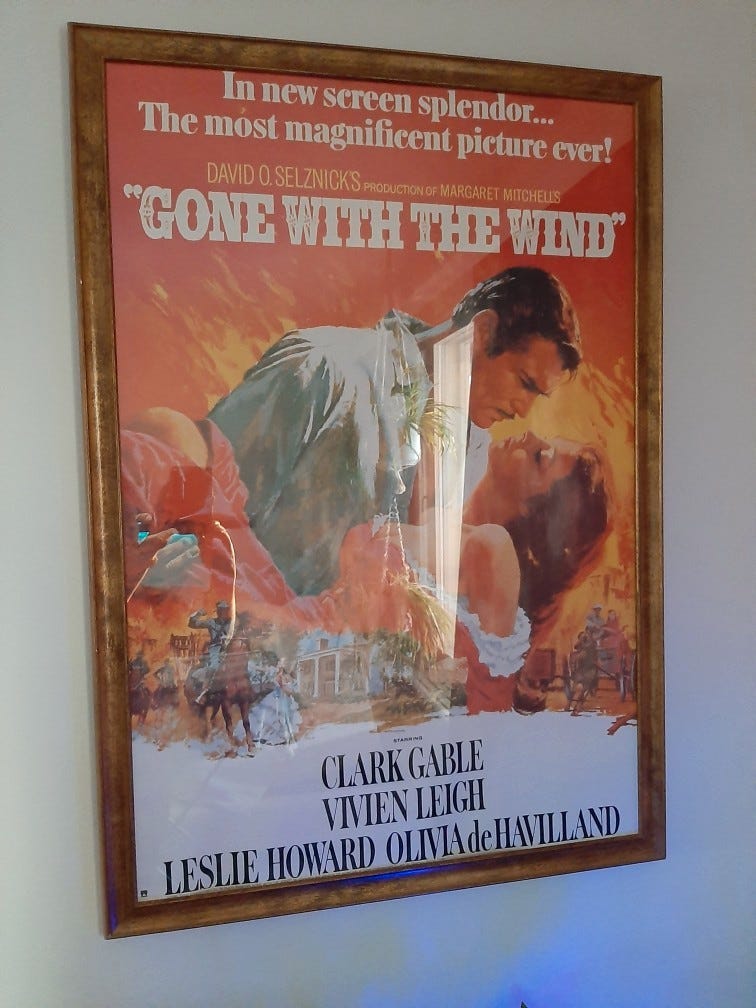 In new screen splendor...
The most magnificent picture ever!
DAVID O. SELZNICK'S PRODUCTION OF MARGARET MITCHELL'S
"GONE WITH THE WIND"
STARRING
CLARK GABLE
VIVIEN LEIGH
LESLIE HOWARD OLIVIA de HAVILLAND